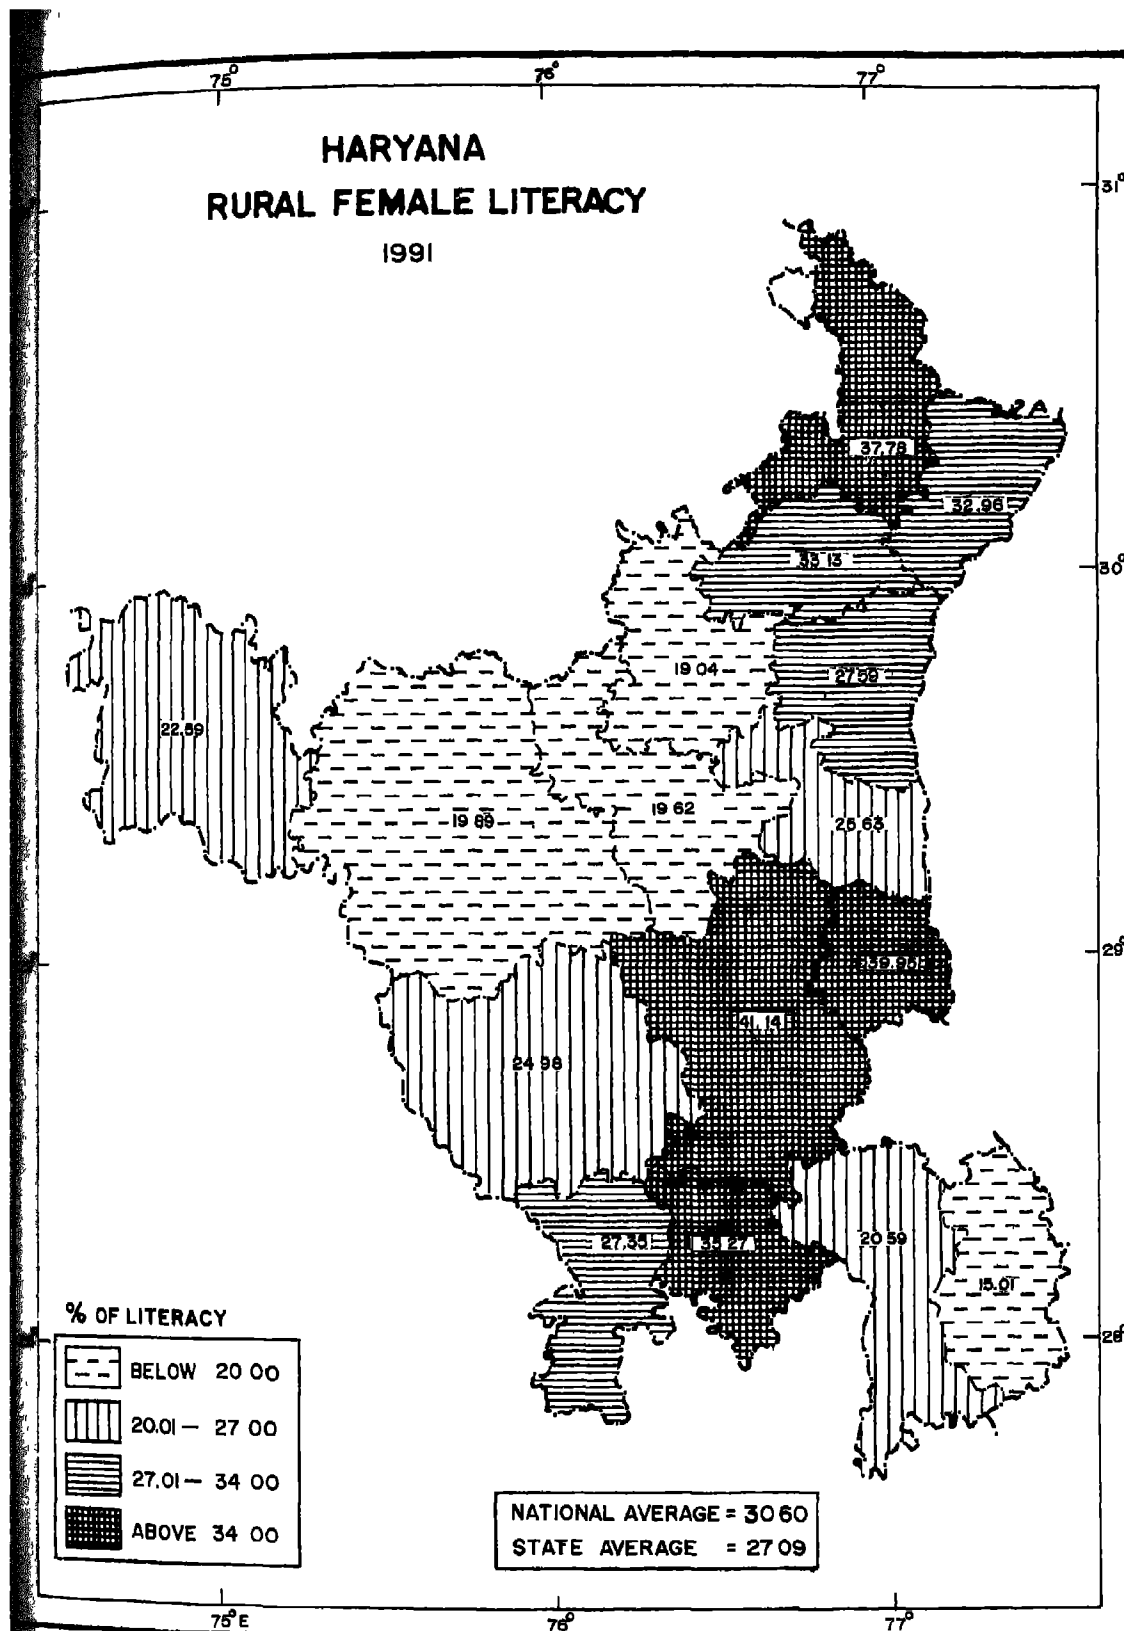 75°
76°
77°
HARYANA
RURAL FEMALE LITERACY
1991
31°
37.78
32.96
33 13
30°
19 04
27.59
22.89
19 89
19 62
25 63
29°
39.95
41.14
24 98
27.35
35 27
20 59
15.01
28°
% OF LITERACY
BELOW 20 00
20.01 — 27 00
27.01 — 34 00
ABOVE 34 00
NATIONAL AVERAGE = 30 60
STATE AVERAGE = 27 09
75°E
76°
77°